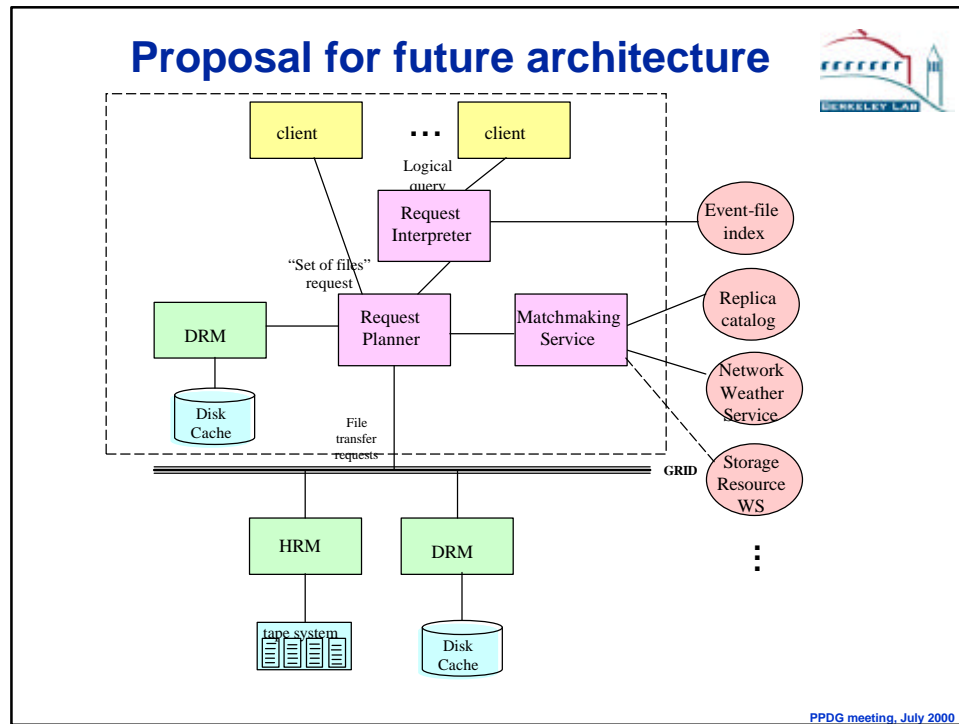 Proposal for future architecture
BERKELEY LAB
client
...
client
Logical
query
Request
Interpreter
Event-file
index
"Set of files"
request
Replica
catalog
DRM
Request
Planner
Matchmaking
Service
Network
Weather
Service
Disk
Cache
File
transfer
requests
GRID
Storage
Resource
WS
HRM
DRM
tape system
Disk
Cache
PPDG meeting, July 2000